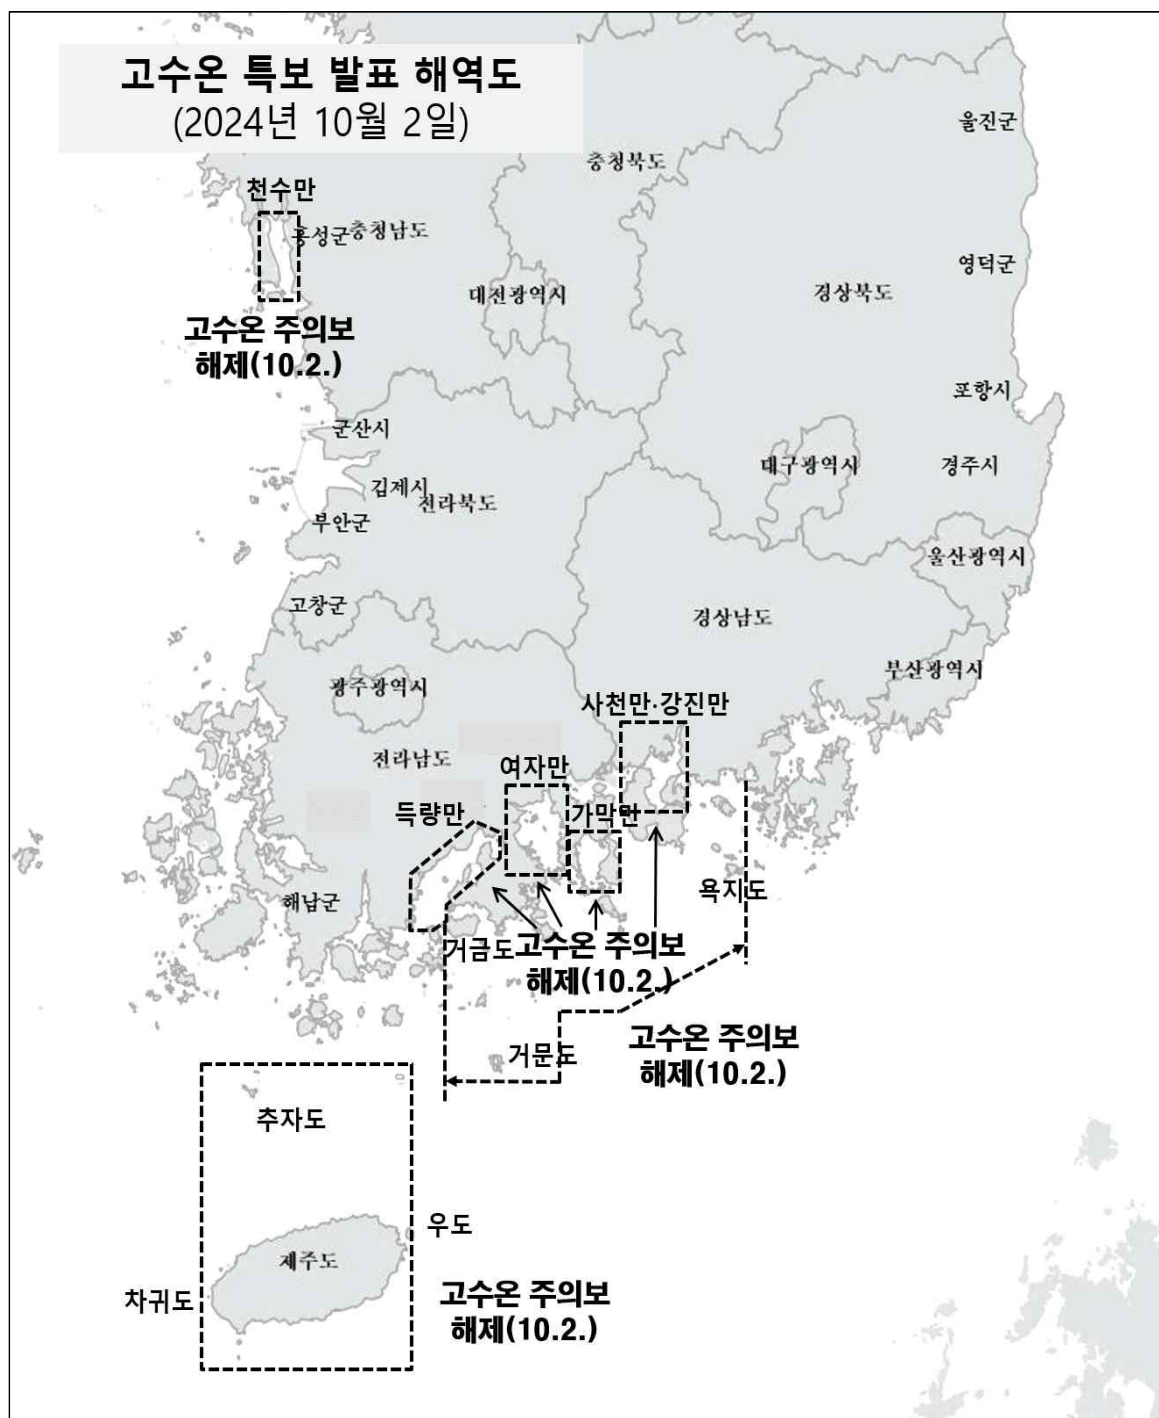 고수온 특보 발표 해역도
(2024년 10월 2일)
울진군
충청북도
천수만
홍성군
충청남도
영덕군
대전광역시
경상북도
고수온 주의보
해제(10.2.)
포항시
군산시
대구광역시
경주시
김제시
전라북도
부안군
울산광역시
고창군
경상남도
부산광역시
광주광역시
사천만·강진만
전라남도
여자만
득량만
가막만
욕지도
해남군
거금도
고수온 주의보
해제(10.2.)
고수온 주의보
해제(10.2.)
거문도
추자도
우도
제주도
차귀도
고수온 주의보
해제(10.2.)